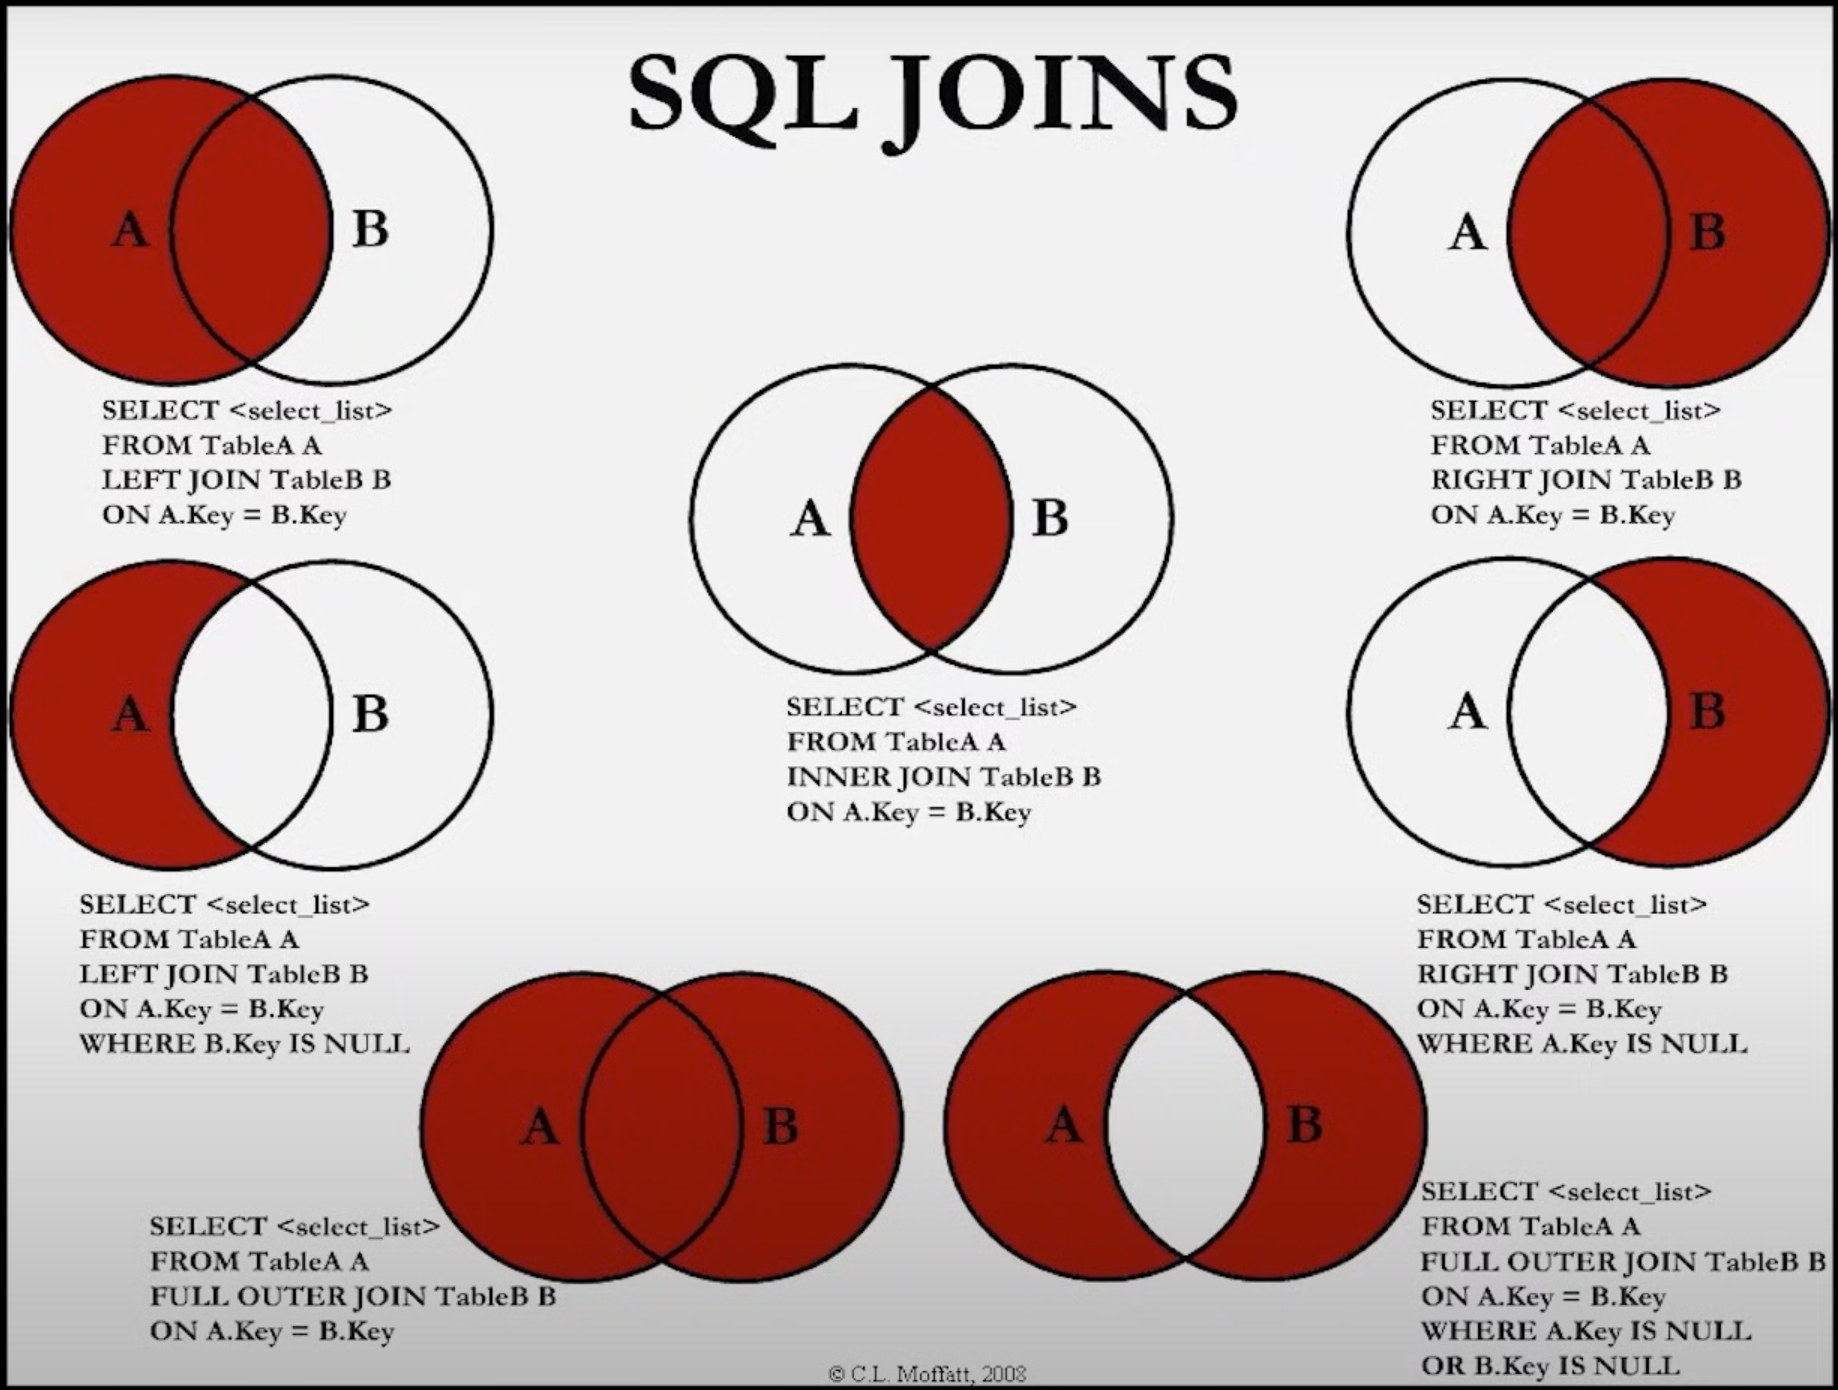 SQL JOINS
A B
SELECT <select_list>
FROM TableA A
LEFT JOIN TableB B
ON A.Key = B.Key
A B
SELECT <select_list>
FROM TableA A
RIGHT JOIN TableB B
ON A.Key = B.Key
A B
SELECT <select_list>
FROM TableA A
INNER JOIN TableB B
ON A.Key = B.Key
A B
SELECT <select_list>
FROM TableA A
LEFT JOIN TableB B
ON A.Key = B.Key
WHERE B.Key IS NULL
A B
SELECT <select_list>
FROM TableA A
RIGHT JOIN TableB B
ON A.Key = B.Key
WHERE A.Key IS NULL
A B
SELECT <select_list>
FROM TableA A
FULL OUTER JOIN TableB B
ON A.Key = B.Key
A B
SELECT <select_list>
FROM TableA A
FULL OUTER JOIN TableB B
ON A.Key = B.Key
WHERE A.Key IS NULL
OR B.Key IS NULL
© C.L. Moffatt, 2008